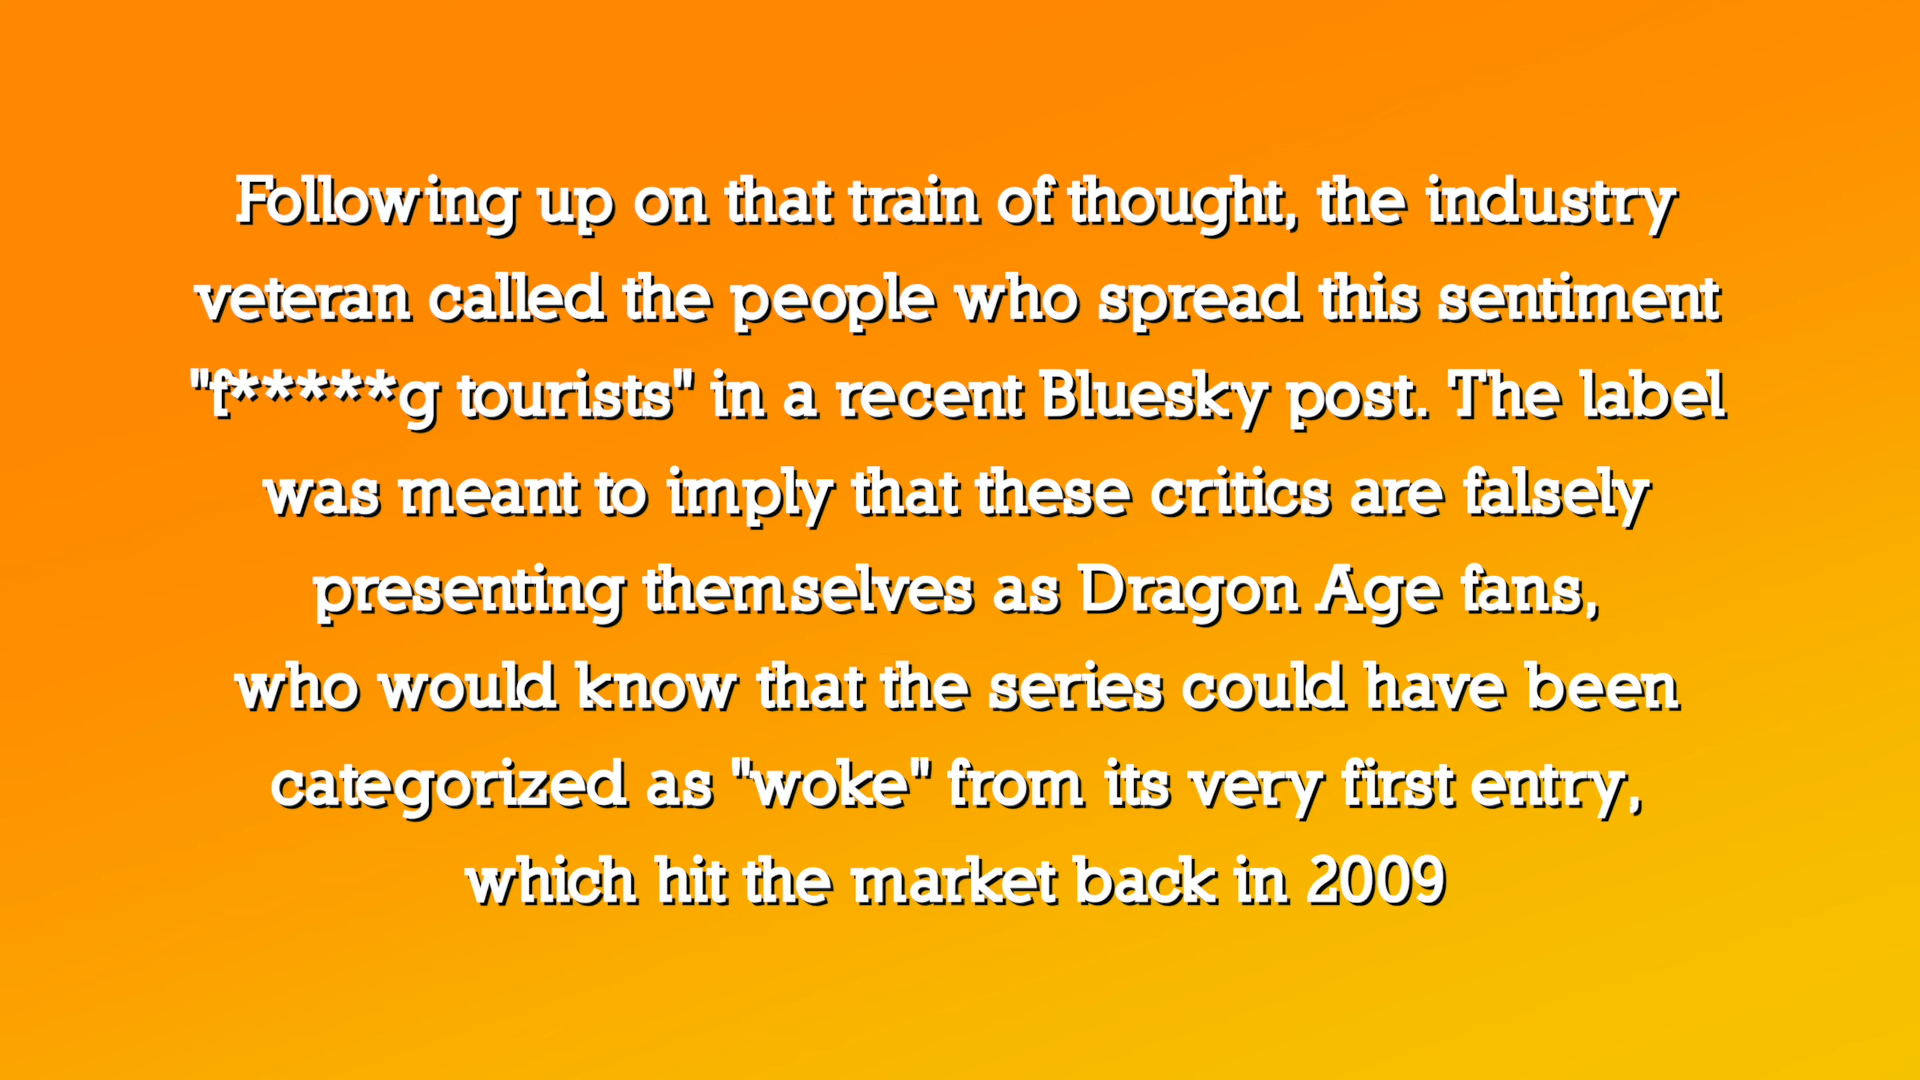 Following up on that train of thought, the industry
veteran called the people who spread this sentiment
"f*****g tourists" in a recent Bluesky post. The label
was meant to imply that these critics are falsely
presenting themselves as Dragon Age fans,
who would know that the series could have been
categorized as "woke" from its very first entry,
which hit the market back in 2009